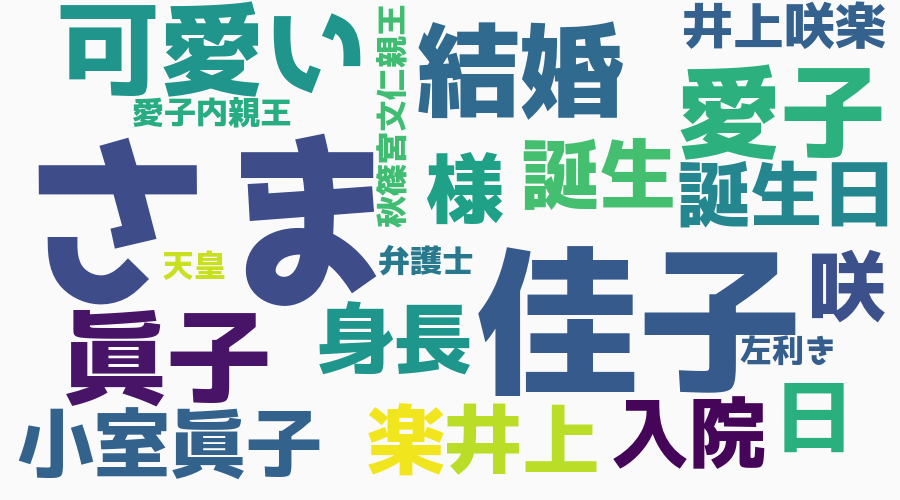 可愛い
愛子内親王
秋篠宮文仁親王
結婚
井上咲楽
愛子
さま
様
誕生
誕生日
天皇
弁護士
佳子
咲
眞子
身長
左利き
小室眞子
楽
井上
入院
日